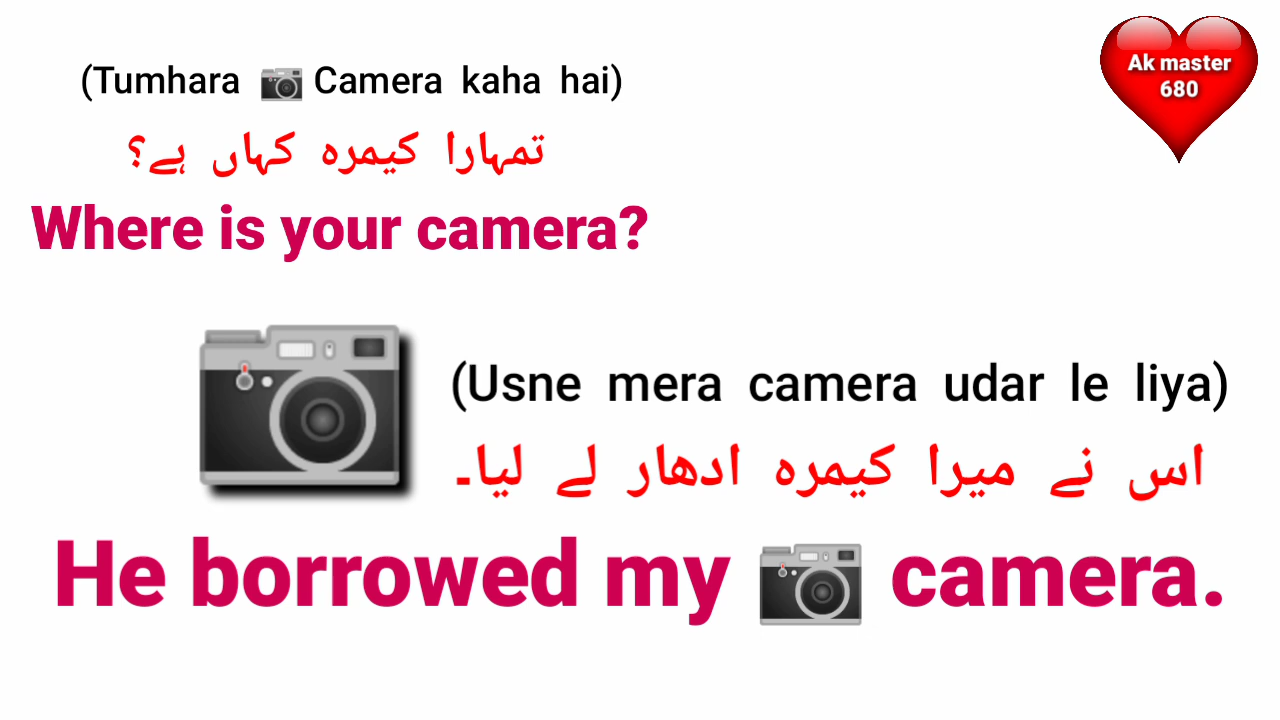 (Tumhara 📷 Camera kaha hai)
تمہارا کیمرہ کہاں ہے؟
Where is your camera?
(Usne mera camera udar le liya)
اس نے میرا کیمرہ ادھار لے لیا۔
He borrowed my 📷 camera.
Ak master
680